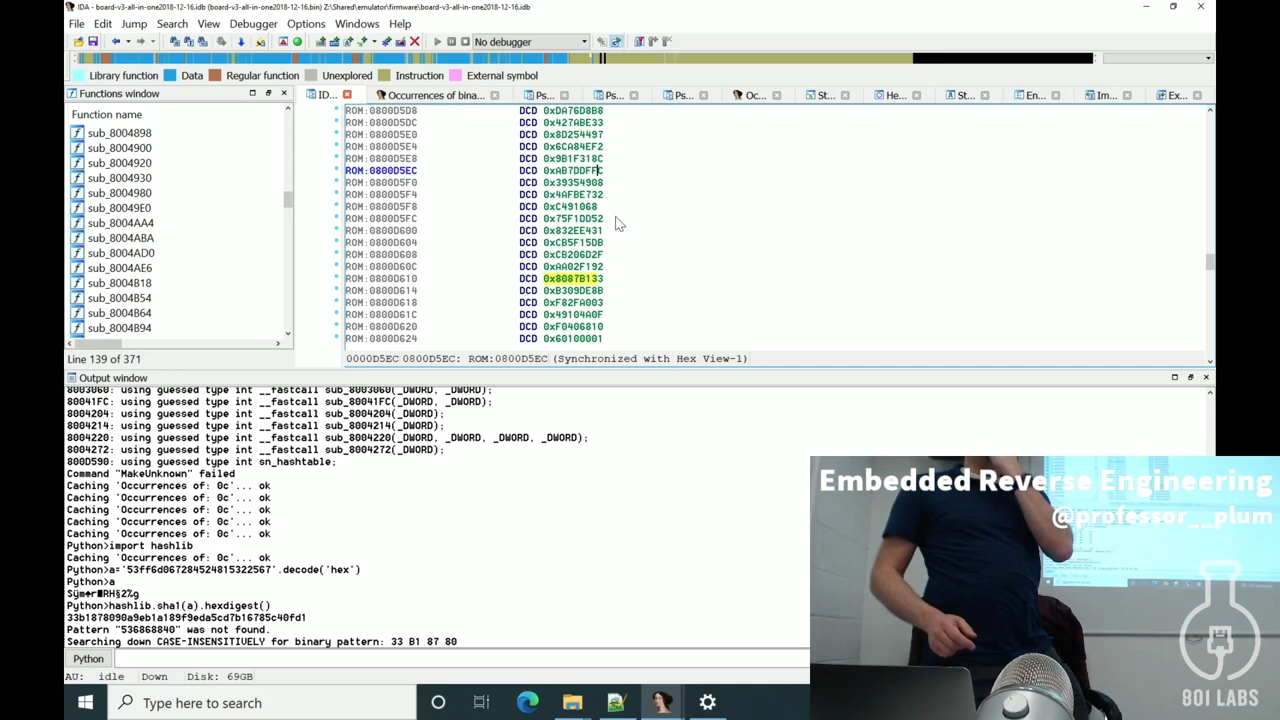 IDA - board-v3-all-in-one2018-12-16.idb (board-v3-all-in-one2018-12-16.bin) Z:\Shared\emulator\firmware\board-v3-all-in-one2018-12-16.idb
File Edit Jump Search View Debugger Options Windows Help
No debugger
Library function Data Regular function Unexplored Instruction External symbol
Functions window
ID... Occurrences of bina... Ps... Ps... Ps... Oc... St... He... St... En... Im... Ex...
Function name
sub_8004898
sub_8004900
sub_8004920
sub_8004930
sub_8004980
sub_80049E0
sub_8004AA4
sub_8004ABA
sub_8004AD0
sub_8004AE6
sub_8004B18
sub_8004B54
sub_8004B64
sub_8004B94
Line 139 of 371
ROM:0800D5D8 DCD 0xDA76D8B8
ROM:0800D5DC DCD 0x427ABE33
ROM:0800D5E0 DCD 0x8D254497
ROM:0800D5E4 DCD 0x6CA84EF2
ROM:0800D5E8 DCD 0x9B1F318C
ROM:0800D5EC DCD 0xAB7DDFFC
ROM:0800D5F0 DCD 0x39354908
ROM:0800D5F4 DCD 0x4AFBE732
ROM:0800D5F8 DCD 0xC491068
ROM:0800D5FC DCD 0x75F1DD52
ROM:0800D600 DCD 0x832EE431
ROM:0800D604 DCD 0xCB5F15DB
ROM:0800D608 DCD 0xCB206D2F
ROM:0800D60C DCD 0xAA02F192
ROM:0800D610 DCD 0x8087B133
ROM:0800D614 DCD 0xB309DE8B
ROM:0800D618 DCD 0xF82FA003
ROM:0800D61C DCD 0x49104A0F
ROM:0800D620 DCD 0xF0406810
ROM:0800D624 DCD 0x60100001
0000D5EC 0800D5EC: ROM:0800D5EC (Synchronized with Hex View-1)
Output window
8003060: using guessed type int __fastcall sub_8003060(_DWORD, _DWORD);
80041FC: using guessed type int __fastcall sub_80041FC(_DWORD, _DWORD);
8004204: using guessed type int __fastcall sub_8004204(_DWORD);
8004214: using guessed type int __fastcall sub_8004214(_DWORD);
8004220: using guessed type int __fastcall sub_8004220(_DWORD, _DWORD, _DWORD, _DWORD);
8004272: using guessed type int __fastcall sub_8004272(_DWORD);
800D590: using guessed type int sn_hashtable;
Command "MakeUnknown" failed
Caching 'Occurrences of: 0c'... ok
Caching 'Occurrences of: 0c'... ok
Caching 'Occurrences of: 0c'... ok
Caching 'Occurrences of: 0c'... ok
Caching 'Occurrences of: 0c'... ok
Python>import hashlib
Caching 'Occurrences of: 0c'... ok
Python>a='53ff6d067284524815322567'.decode('hex')
Python>a
Python>hashlib.sha1(a).hexdigest()
33b1878090a9eb1a189f9eda5cd7b16785c40fd1
Pattern "536868840" was not found.
Searching down CASE-INSENSITIVELY for binary pattern: 33 B1 87 80
Python
AU: idle Down Disk: 69GB
Type here to search
Embedded Reverse Engineering
@professor__plum
801 LABS